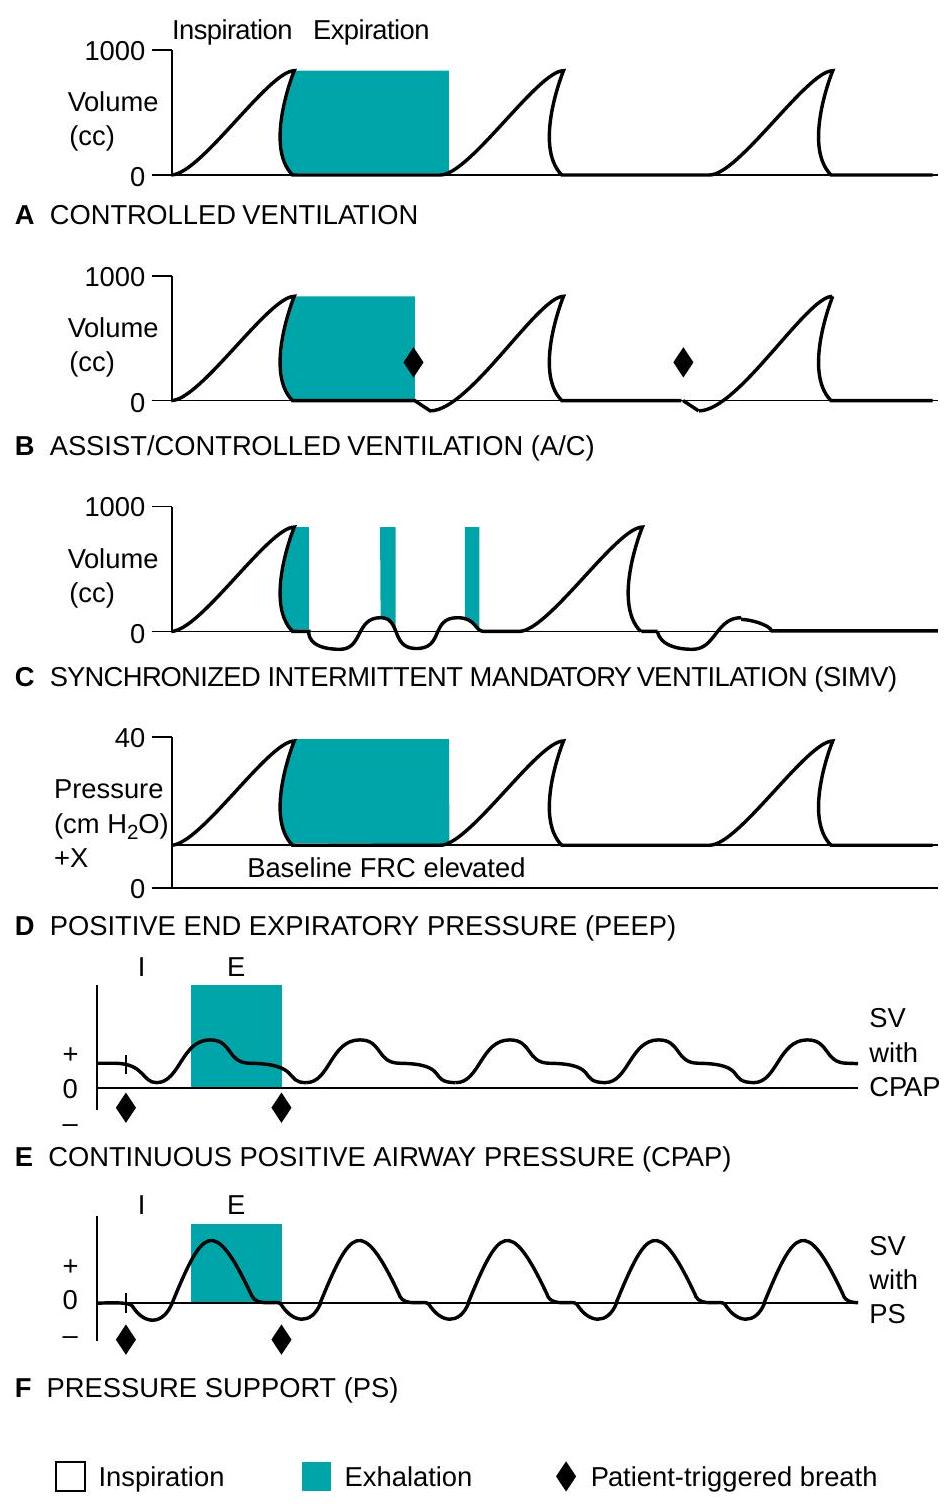 Inspiration Expiration
1000
Volume
(cc)
0
A CONTROLLED VENTILATION
1000
Volume
(cc)
0
B ASSIST/CONTROLLED VENTILATION (A/C)
1000
Volume
(cc)
0
C SYNCHRONIZED INTERMITTENT MANDATORY VENTILATION (SIMV)
40
Pressure
(cm H₂O)
+X
Baseline FRC elevated
0
D POSITIVE END EXPIRATORY PRESSURE (PEEP)
I E
+
0
–
SV
with
CPAP
E CONTINUOUS POSITIVE AIRWAY PRESSURE (CPAP)
I E
+
0
–
SV
with
PS
F PRESSURE SUPPORT (PS)
Inspiration Exhalation Patient-triggered breath